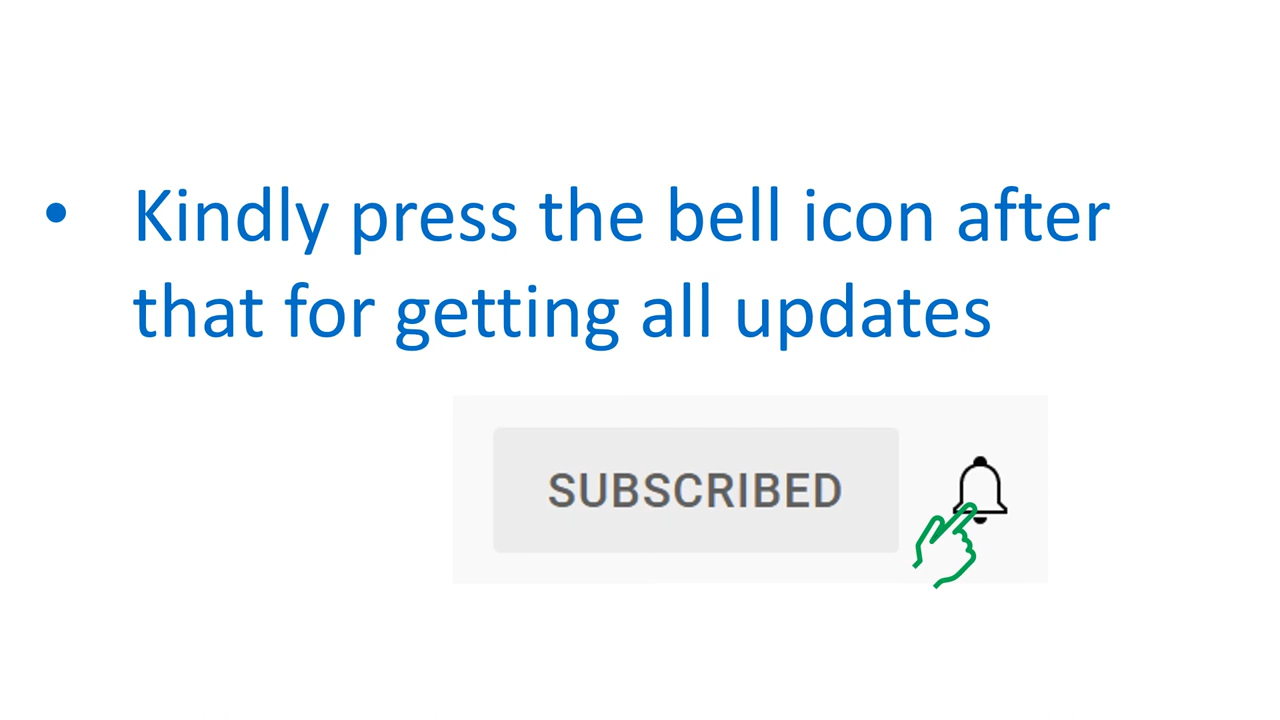 • Kindly press the bell icon after
that for getting all updates
SUBSCRIBED